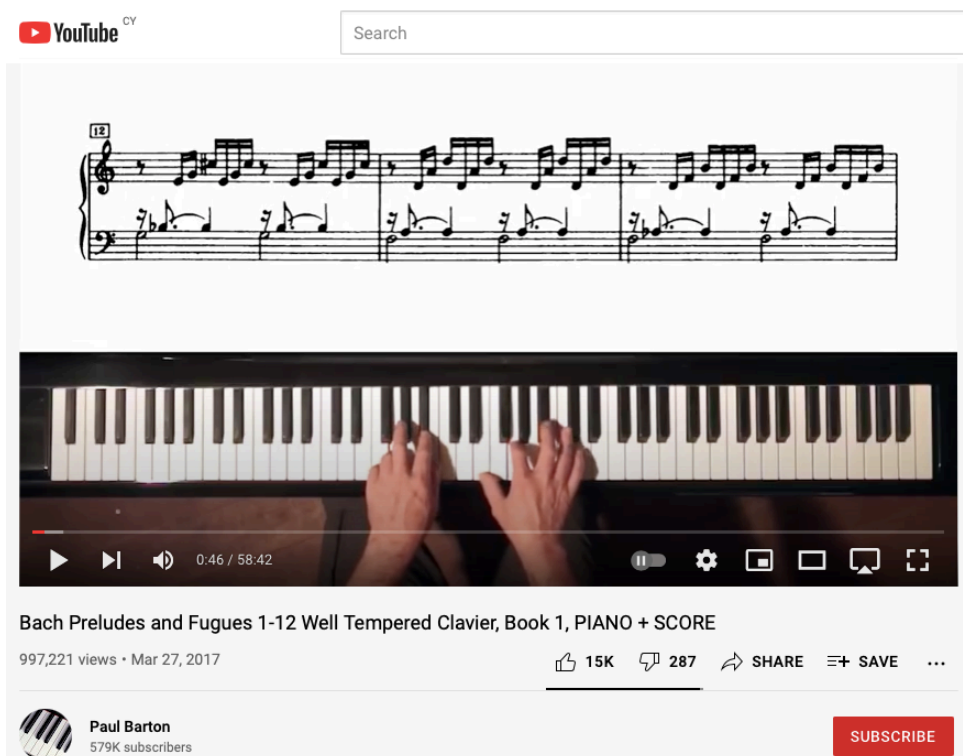 YouTube CY
Search
12
0:46 / 58:42
Bach Preludes and Fugues 1-12 Well Tempered Clavier, Book 1, PIANO + SCORE
997,221 views • Mar 27, 2017
15K 287 SHARE SAVE
Paul Barton
579K subscribers
SUBSCRIBE